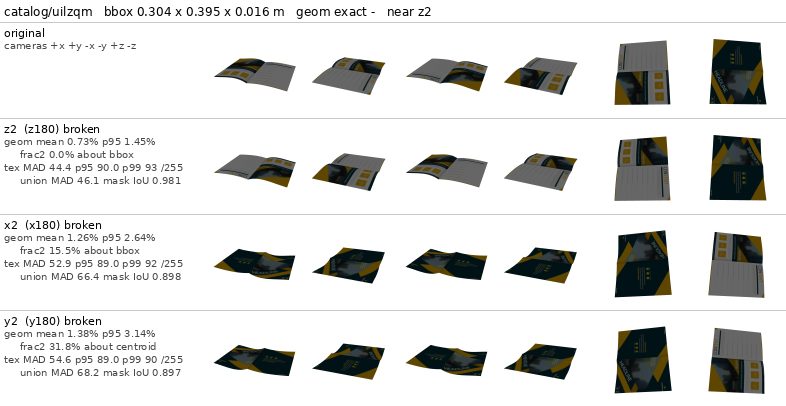 catalog/uilzqm   bbox 0.304 x 0.395 x 0.016 m   geom exact -   near z2
original
cameras +x +y -x -y +z -z
z2  (z180) broken
geom mean 0.73% p95 1.45%
frac2 0.0% about bbox
tex MAD 44.4 p95 90.0 p99 93 /255
union MAD 46.1 mask IoU 0.981
x2  (x180) broken
geom mean 1.26% p95 2.64%
frac2 15.5% about bbox
tex MAD 52.9 p95 89.0 p99 92 /255
union MAD 66.4 mask IoU 0.898
y2  (y180) broken
geom mean 1.38% p95 3.14%
frac2 31.8% about centroid
tex MAD 54.6 p95 89.0 p99 90 /255
union MAD 68.2 mask IoU 0.897